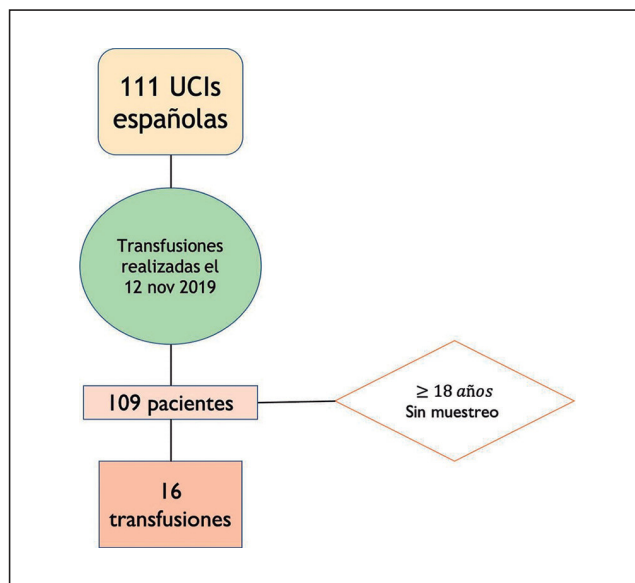 111 UCIs
españolas
Transfusiones
realizadas el
12 nov 2019
109 pacientes
≥ 18 años
Sin muestreo
16
transfusiones